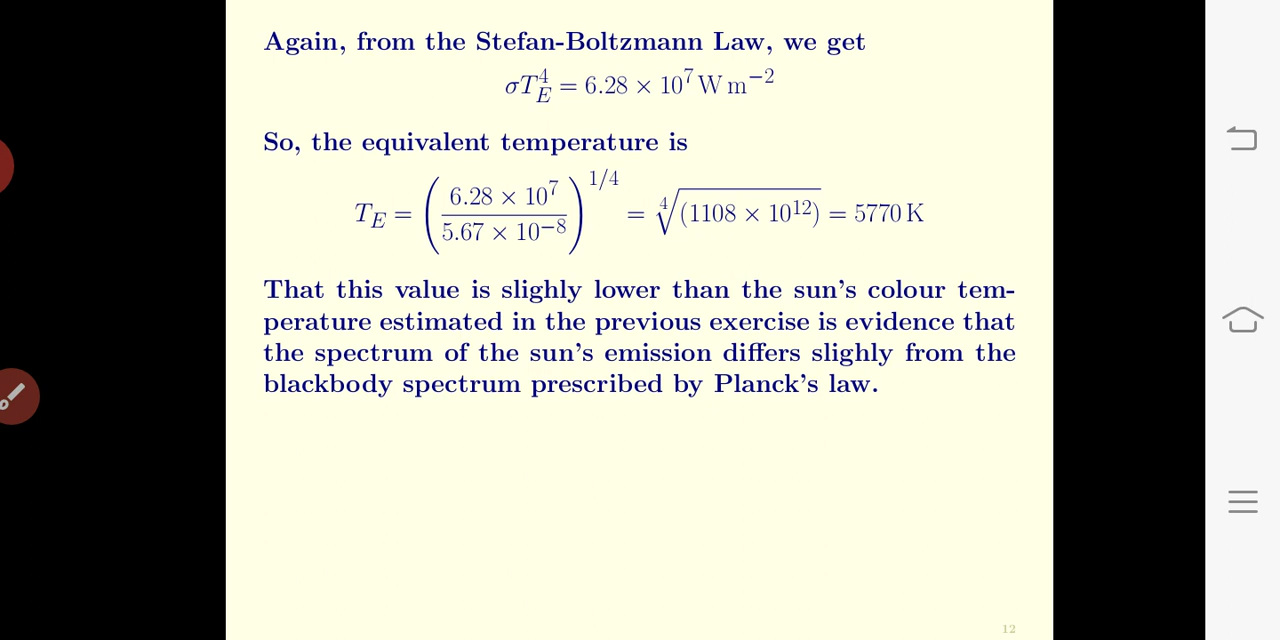 Again, from the Stefan-Boltzmann Law, we get
σT_E^4 = 6.28 × 10^7 W m^−2
So, the equivalent temperature is
T_E = (6.28 × 10^7 / 5.67 × 10^−8)^1/4 = ∜(1108 × 10^12) = 5770 K
That this value is slighly lower than the sun's colour tem-
perature estimated in the previous exercise is evidence that
the spectrum of the sun's emission differs slighly from the
blackbody spectrum prescribed by Planck's law.
12